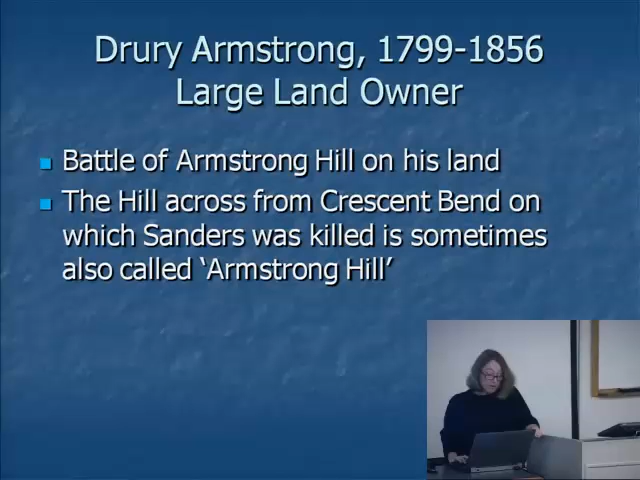 Drury Armstrong, 1799-1856
Large Land Owner
Battle of Armstrong Hill on his land
The Hill across from Crescent Bend on
which Sanders was killed is sometimes
also called ‘Armstrong Hill’